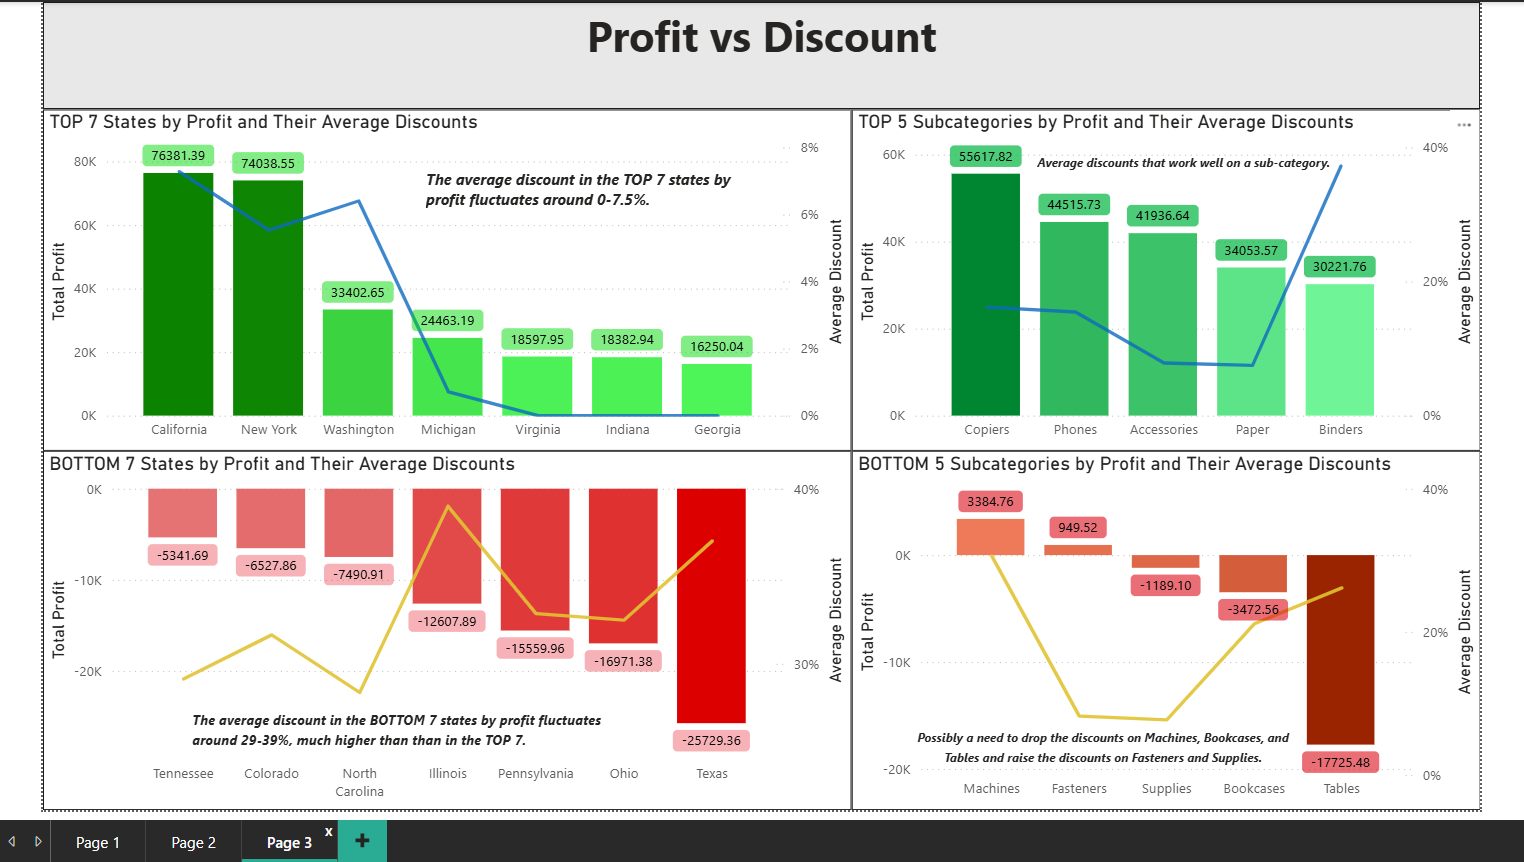 Profit vs Discount
TOP 7 States by Profit and Their Average Discounts
The average discount in the TOP 7 states by
profit fluctuates around 0-7.5%.
Total Profit
80K
60K
40K
20K
0K
76381.39
74038.55
33402.65
24463.19
18597.95
18382.94
16250.04
8%
6%
4%
2%
0%
Average Discount
California
New York
Washington
Michigan
Virginia
Indiana
Georgia
TOP 5 Subcategories by Profit and Their Average Discounts
Average discounts that work well on a sub-category.
Total Profit
60K
40K
20K
0K
55617.82
44515.73
41936.64
34053.57
30221.76
40%
20%
0%
Average Discount
Copiers
Phones
Accessories
Paper
Binders
BOTTOM 7 States by Profit and Their Average Discounts
Total Profit
0K
-10K
-20K
-5341.69
-6527.86
-7490.91
-12607.89
-15559.96
-16971.38
-25729.36
40%
30%
Average Discount
The average discount in the BOTTOM 7 states by profit fluctuates
around 29-39%, much higher than than in the TOP 7.
Tennessee
Colorado
North
Carolina
Illinois
Pennsylvania
Ohio
Texas
BOTTOM 5 Subcategories by Profit and Their Average Discounts
Total Profit
0K
-10K
-20K
3384.76
949.52
-1189.10
-3472.56
-17725.48
40%
20%
0%
Average Discount
Possibly a need to drop the discounts on Machines, Bookcases, and
Tables and raise the discounts on Fasteners and Supplies.
Machines
Fasteners
Supplies
Bookcases
Tables
Page 1
Page 2
Page 3
x